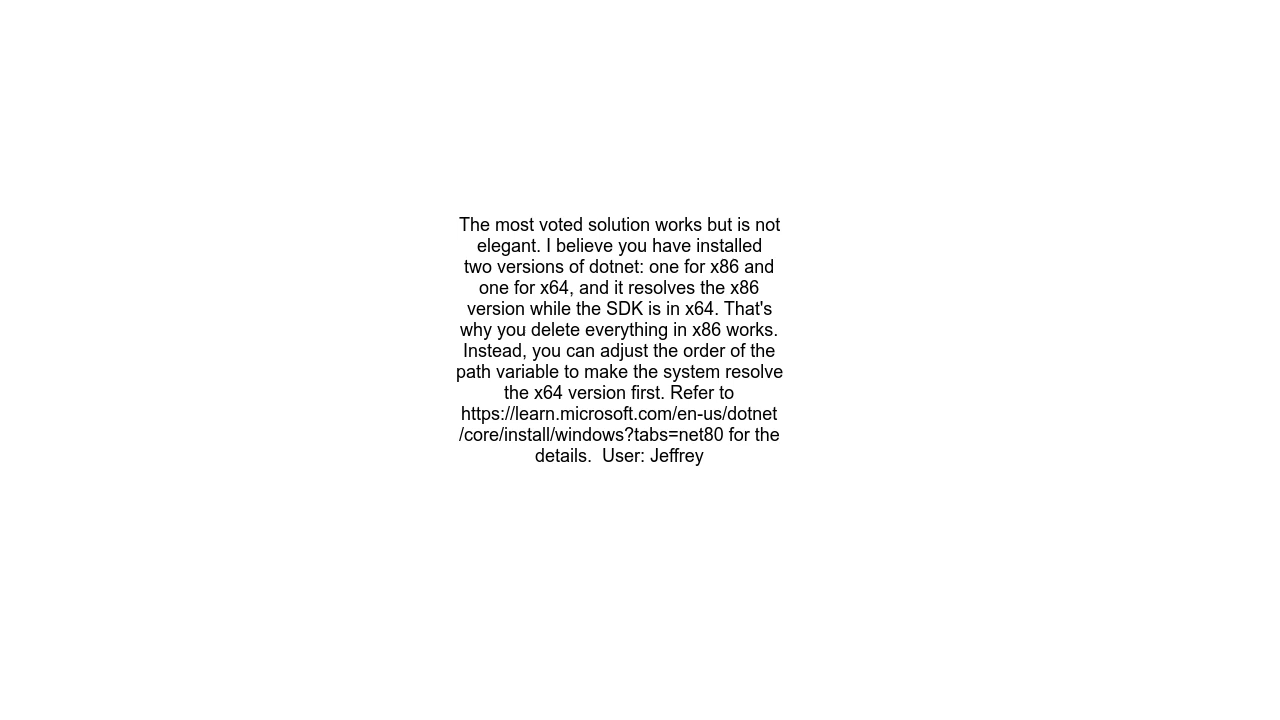 The most voted solution works but is not
elegant. I believe you have installed
two versions of dotnet: one for x86 and
one for x64, and it resolves the x86
version while the SDK is in x64. That's
why you delete everything in x86 works.
Instead, you can adjust the order of the
path variable to make the system resolve
the x64 version first. Refer to
https://learn.microsoft.com/en-us/dotnet
/core/install/windows?tabs=net80 for the
details.  User: Jeffrey